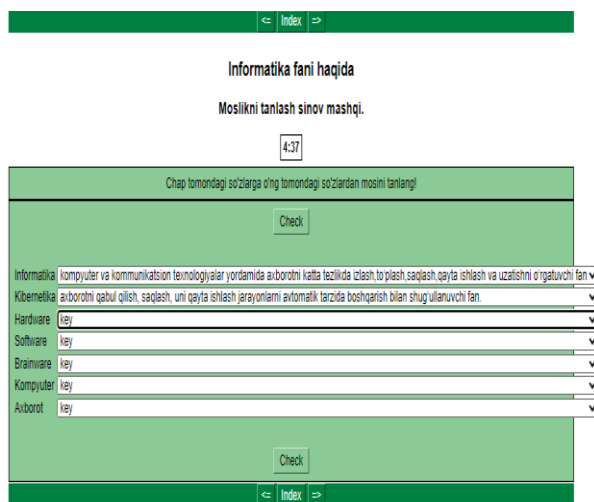 <= Index =>
Informatika fani haqida
Moslikni tanlash sinov mashqi.
4:37
Chap tomondagi so'zlarga o'ng tomondagi so'zlardan mosini tanlang!
Check
Informatika kompyuter va kommunikatsion texnologiyalar yordamida axborotni katta tezlikda izlash,to'plash,saqlash,qayta ishlash va uzatishni o'rgatuvchi fan
Kibernetika axborotni qabul qilish, saqlash, uni qayta ishlash jarayonlarni avtomatik tarzida boshqarish bilan shug'ullanuvchi fan.
Hardware key
Software key
Brainware key
Kompyuter key
Axborot key
Check
<= Index =>